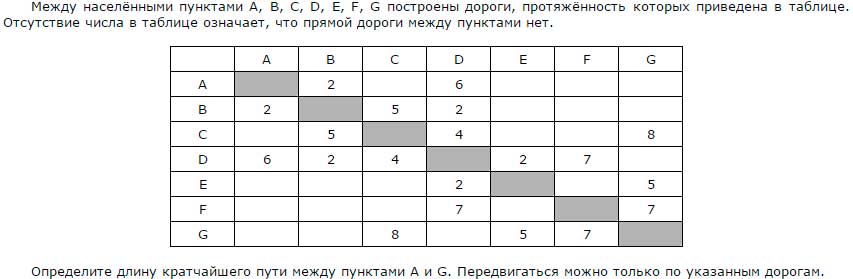 Между населёнными пунктами A, B, C, D, E, F, G построены дороги, протяжённость которых приведена в таблице.
Отсутствие числа в таблице означает, что прямой дороги между пунктами нет.
A B C D E F G
A 2 6
B 2 5 2
C 5 4 8
D 6 2 4 2 7
E 2 5
F 7 7
G 8 5 7
Определите длину кратчайшего пути между пунктами A и G. Передвигаться можно только по указанным дорогам.